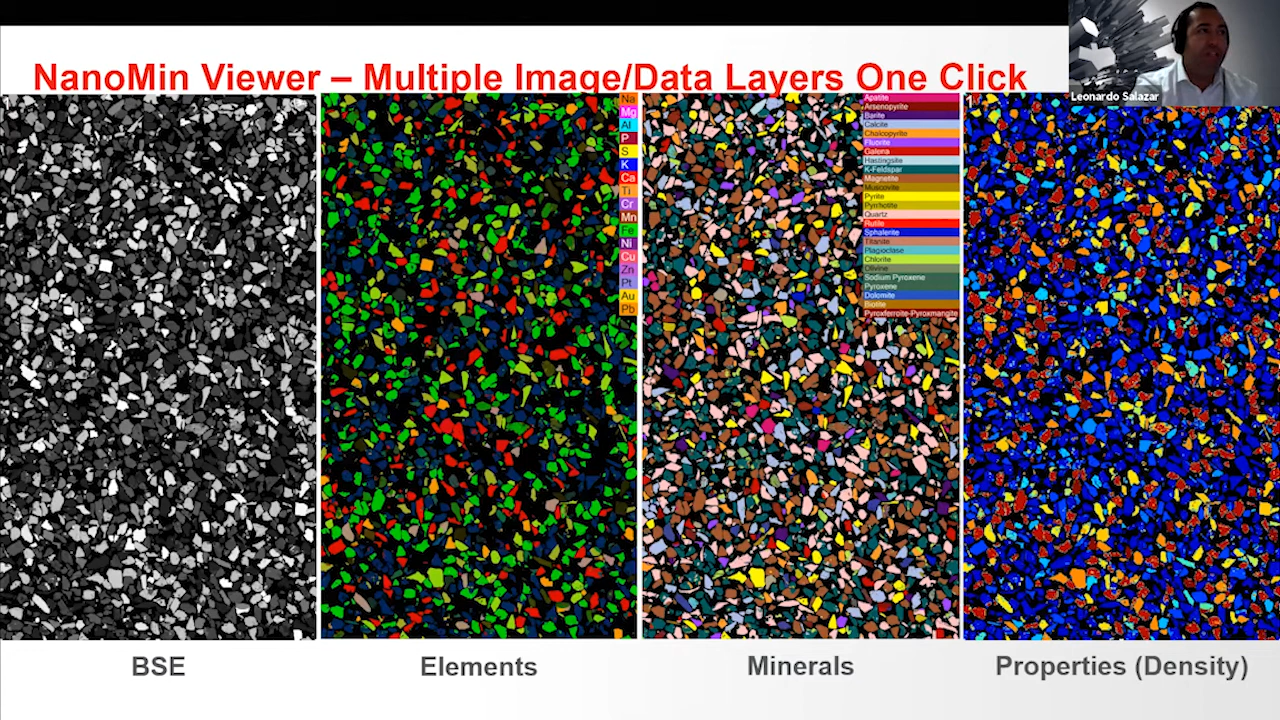 NanoMin Viewer – Multiple Image/Data Layers One Click
Leonardo Salazar
Na
Mg
Al
P
S
K
Ca
Ti
Cr
Mn
Fe
Ni
Cu
Zn
Pt
Au
Pb
Apatite
Arsenopyrite
Barite
Calcite
Chalcopyrite
Fluorite
Galena
Hastingsite
K-Feldspar
Magnetite
Muscovite
Pyrite
Pyrrhotite
Quartz
Rutile
Sphalerite
Titanite
Plagioclase
Chlorite
Olivine
Sodium Pyroxene
Pyroxene
Dolomite
Biotite
Pyroxferroite-Pyroxmangite
BSE
Elements
Minerals
Properties (Density)